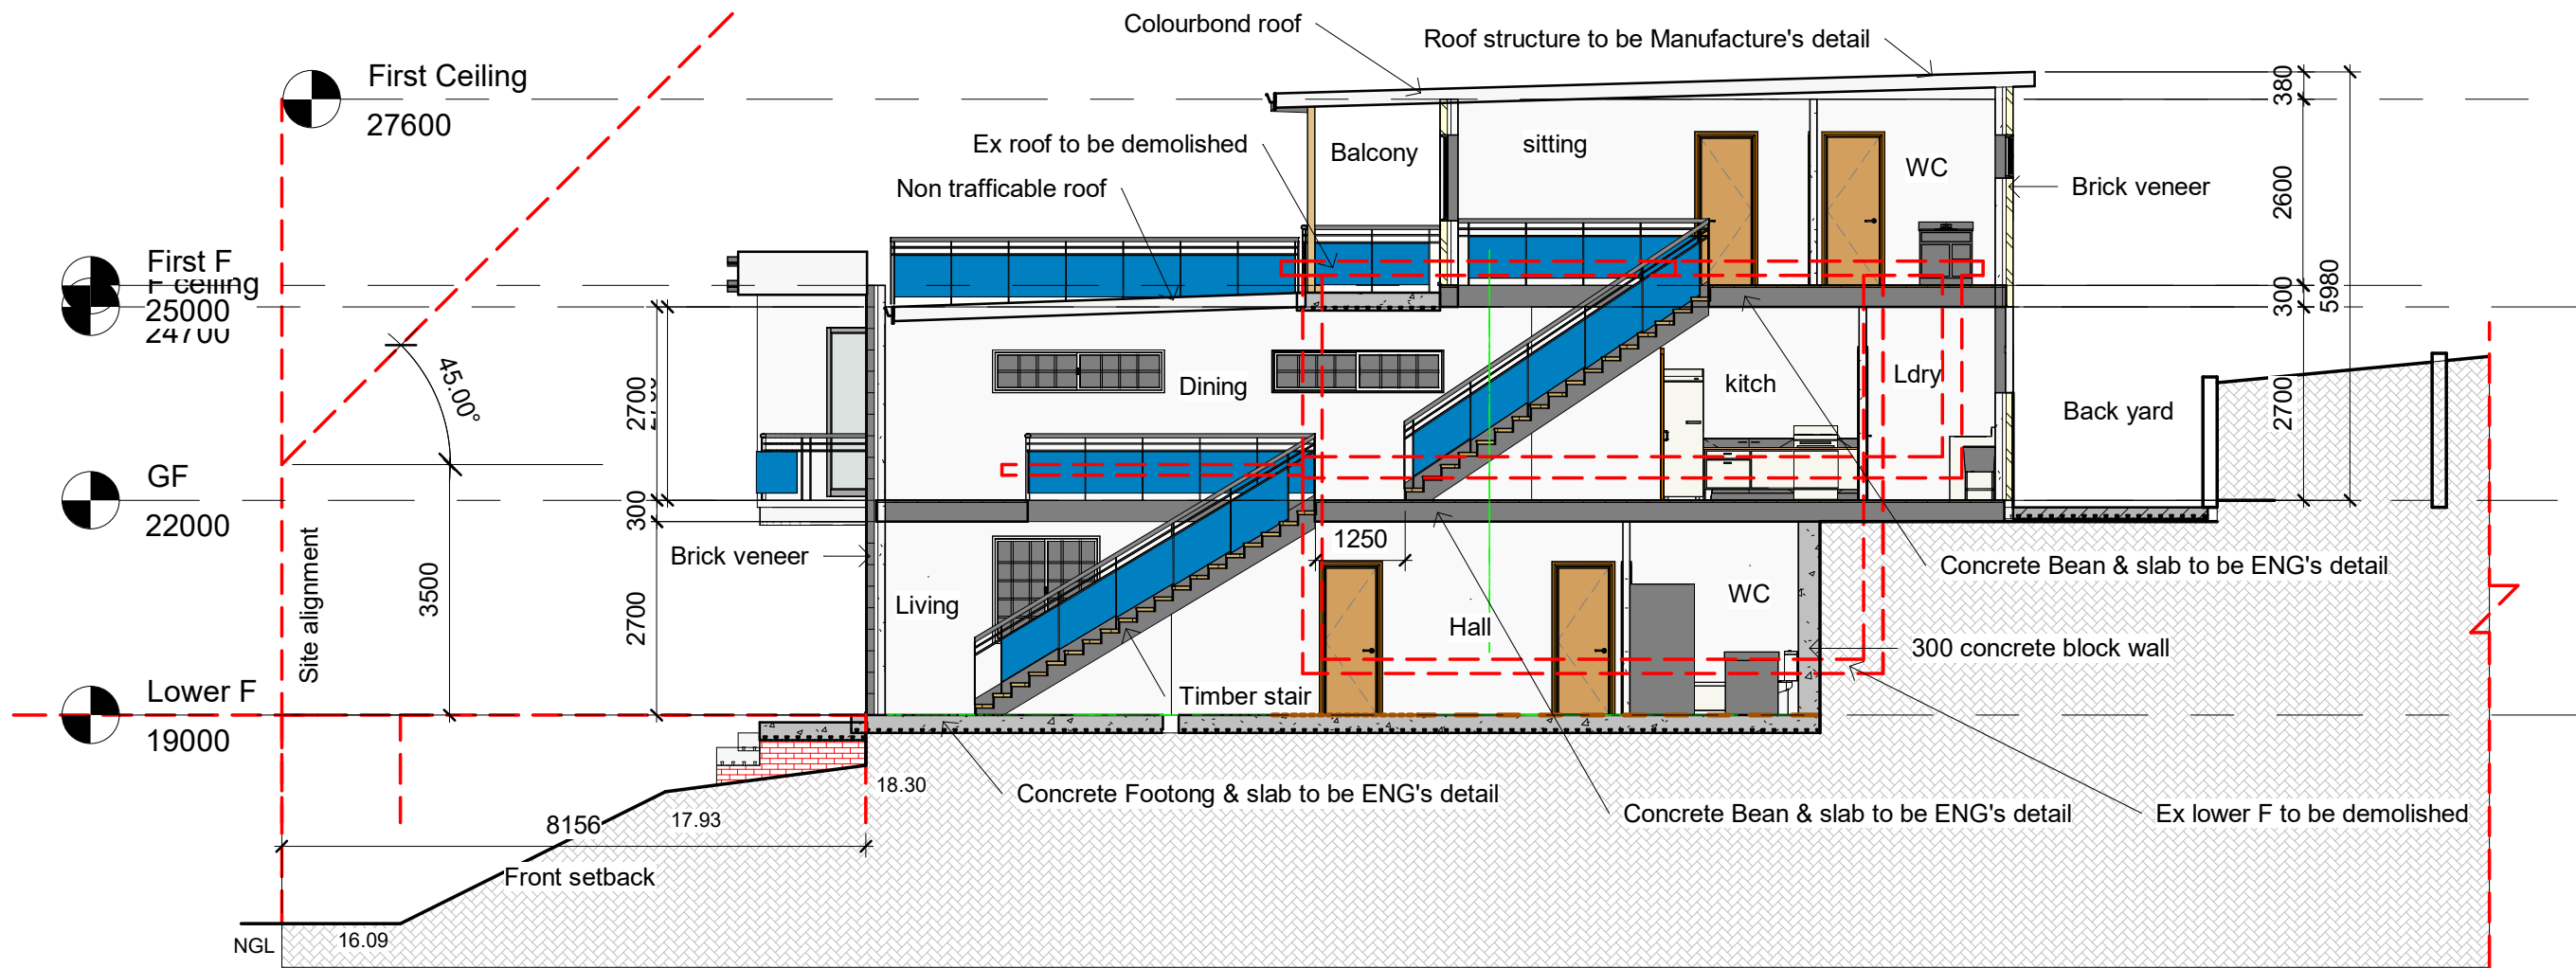 Colourbond roof
Roof structure to be Manufacture's detail
First Ceiling
27600
380
Ex roof to be demolished
Balcony
sitting
WC
Non trafficable roof
Brick veneer
2600
First F
F ceiling
25000
24700
300
5980
45.00°
2700
2700
Dining
kitch
Ldry
Back yard
2700
GF
22000
300
1250
Brick veneer
Concrete Bean & slab to be ENG's detail
Site alignment
3500
2700
Living
Hall
WC
300 concrete block wall
Lower F
19000
Timber stair
18.30
Concrete Footong & slab to be ENG's detail
Concrete Bean & slab to be ENG's detail
Ex lower F to be demolished
8156
17.93
Front setback
NGL
16.09